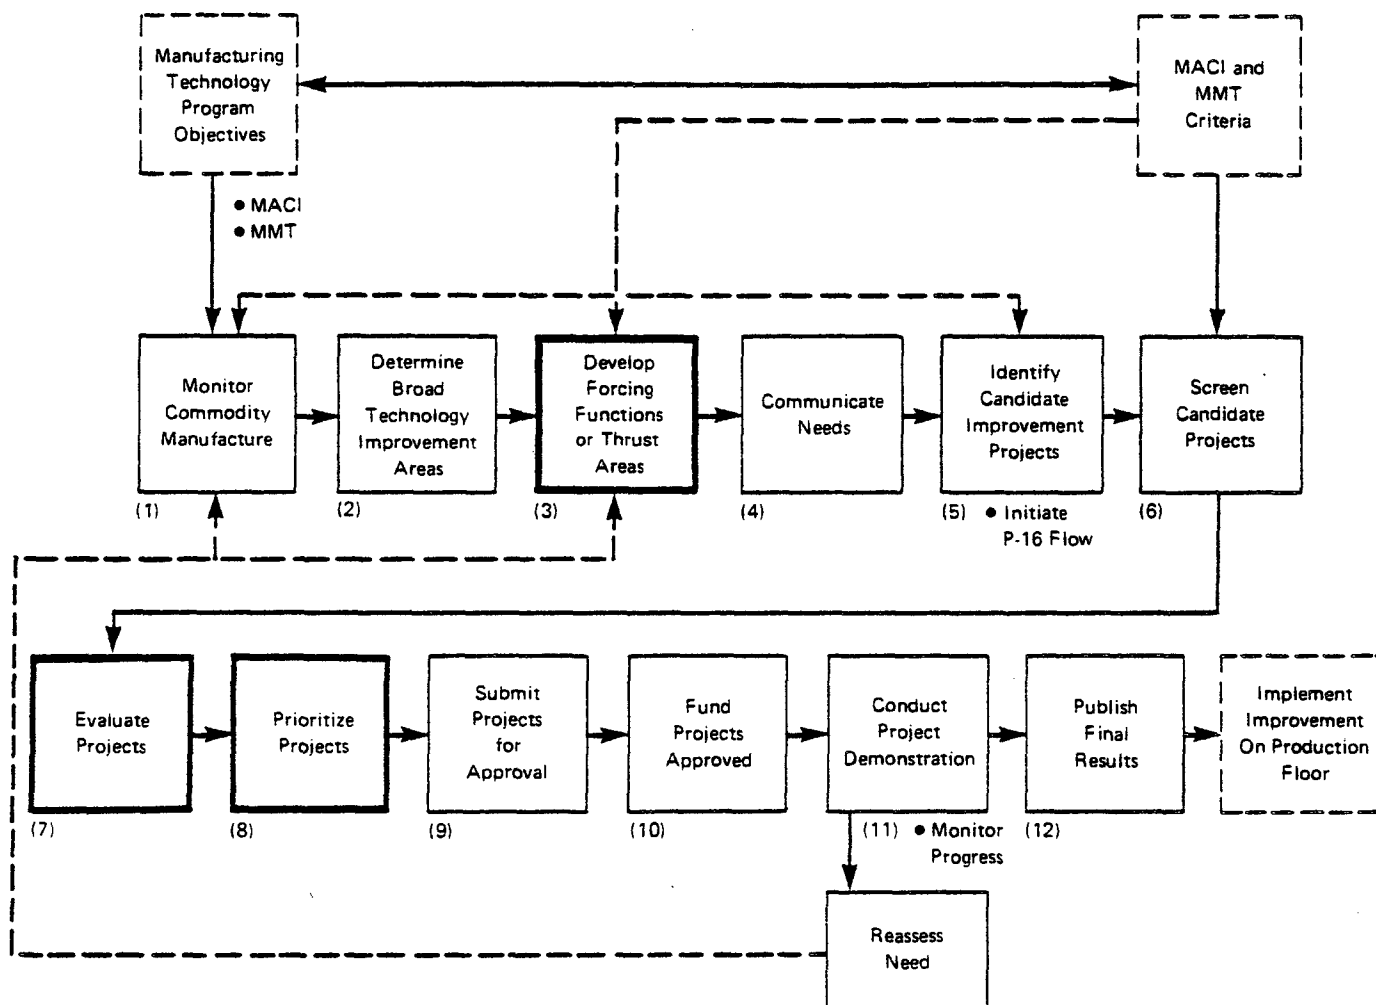 Manufacturing
Technology
Program
Objectives
MACI and
MMT
Criteria
● MACI
● MMT
Monitor
Commodity
Manufacture
(1)
Determine
Broad
Technology
Improvement
Areas
(2)
Develop
Forcing
Functions
or Thrust
Areas
(3)
Communicate
Needs
(4)
Identify
Candidate
Improvement
Projects
(5) ● Initiate
P-16 Flow
Screen
Candidate
Projects
(6)
Evaluate
Projects
(7)
Prioritize
Projects
(8)
Submit
Projects
for
Approval
(9)
Fund
Projects
Approved
(10)
Conduct
Project
Demonstration
(11) ● Monitor
Progress
Publish
Final
Results
(12)
Implement
Improvement
On Production
Floor
Reassess
Need